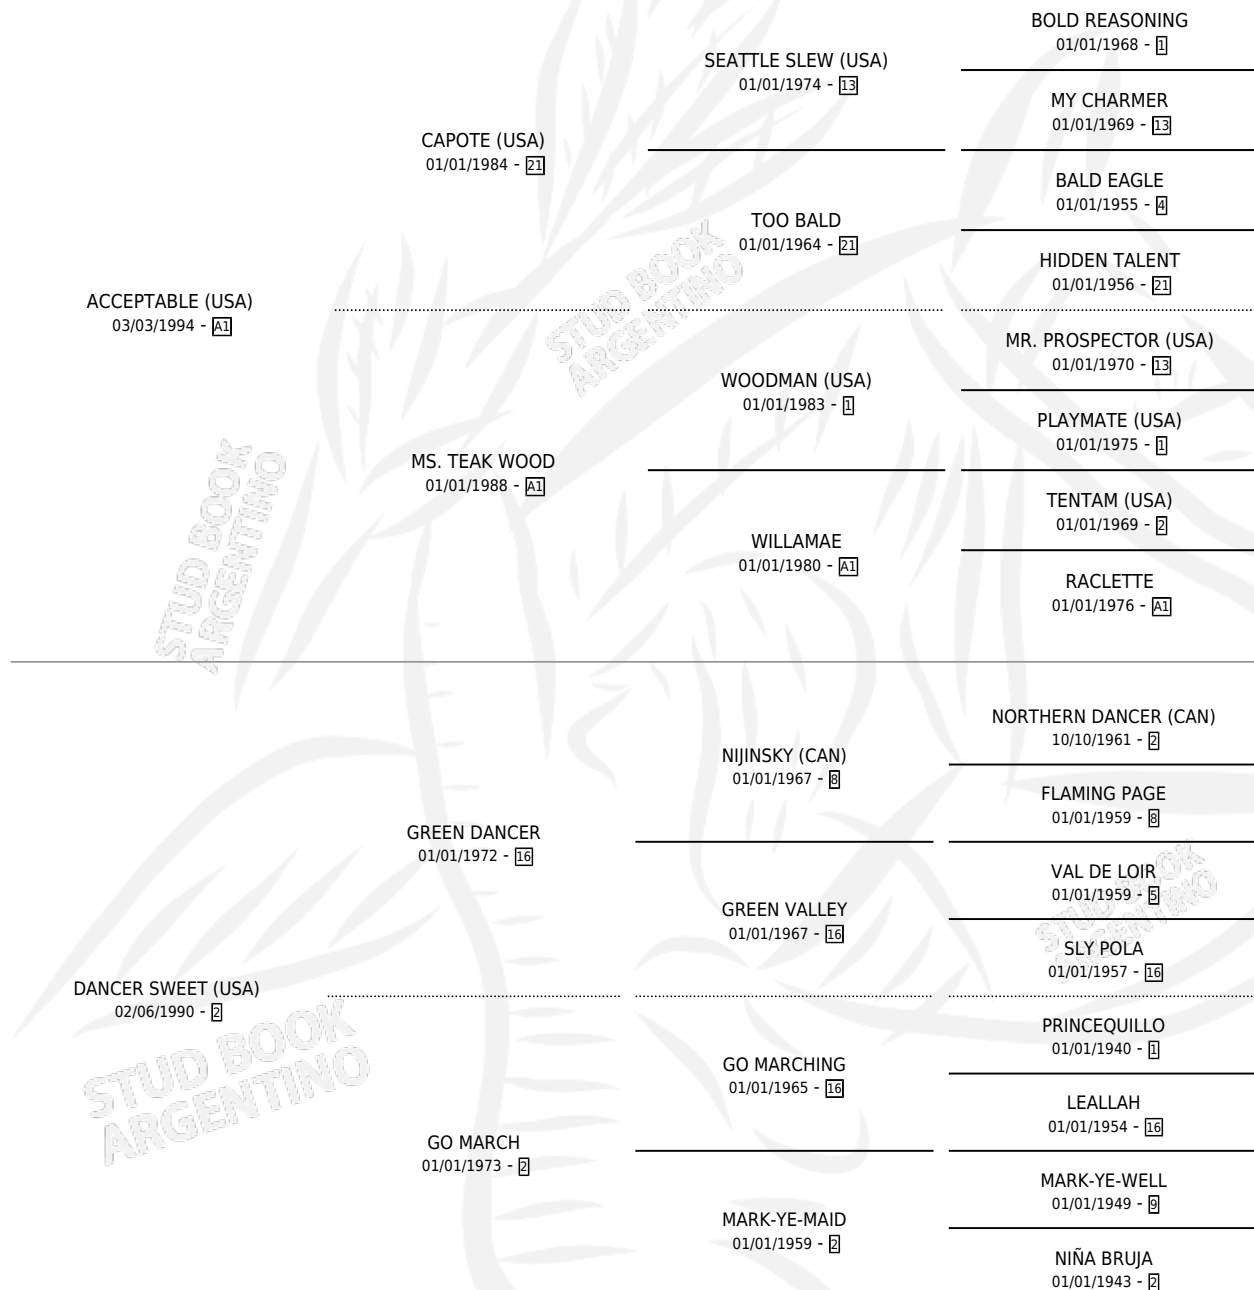 BOLD REASONING
01/01/1968 - 1
SEATTLE SLEW (USA)
01/01/1974 - 13
MY CHARMER
01/01/1969 - 13
CAPOTE (USA)
01/01/1984 - 21
BALD EAGLE
01/01/1955 - 4
TOO BALD
01/01/1964 - 21
HIDDEN TALENT
01/01/1956 - 21
ACCEPTABLE (USA)
03/03/1994 - A1
MR. PROSPECTOR (USA)
01/01/1970 - 13
WOODMAN (USA)
01/01/1983 - 1
PLAYMATE (USA)
01/01/1975 - 1
MS. TEAK WOOD
01/01/1988 - A1
TENTAM (USA)
01/01/1969 - 2
WILLAMAE
01/01/1980 - A1
RACLETTE
01/01/1976 - A1
NORTHERN DANCER (CAN)
10/10/1961 - 2
NIJINSKY (CAN)
01/01/1967 - 8
FLAMING PAGE
01/01/1959 - 8
GREEN DANCER
01/01/1972 - 16
VAL DE LOIR
01/01/1959 - 5
GREEN VALLEY
01/01/1967 - 16
SLY POLA
01/01/1957 - 16
DANCER SWEET (USA)
02/06/1990 - 2
PRINCEQUILLO
01/01/1940 - 1
GO MARCHING
01/01/1965 - 16
LEALLAH
01/01/1954 - 16
GO MARCH
01/01/1973 - 2
MARK-YE-WELL
01/01/1949 - 9
MARK-YE-MAID
01/01/1959 - 2
NIÑA BRUJA
01/01/1943 - 2
STUD BOOK
ARGENTINO
STUD BOOK
ARGENTINO
STUD BOOK
ARGENTINO
STUD BOOK
ARGENTINO